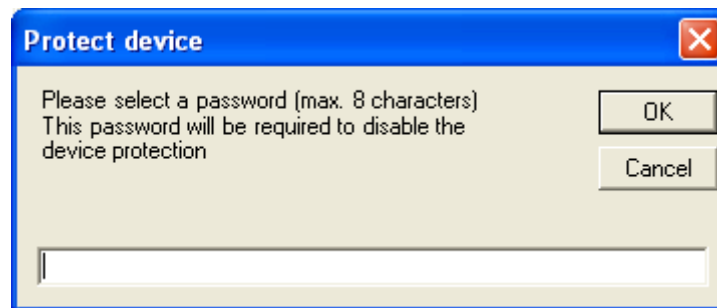 Protect device
Please select a password (max. 8 characters)
This password will be required to disable the
device protection
OK
Cancel